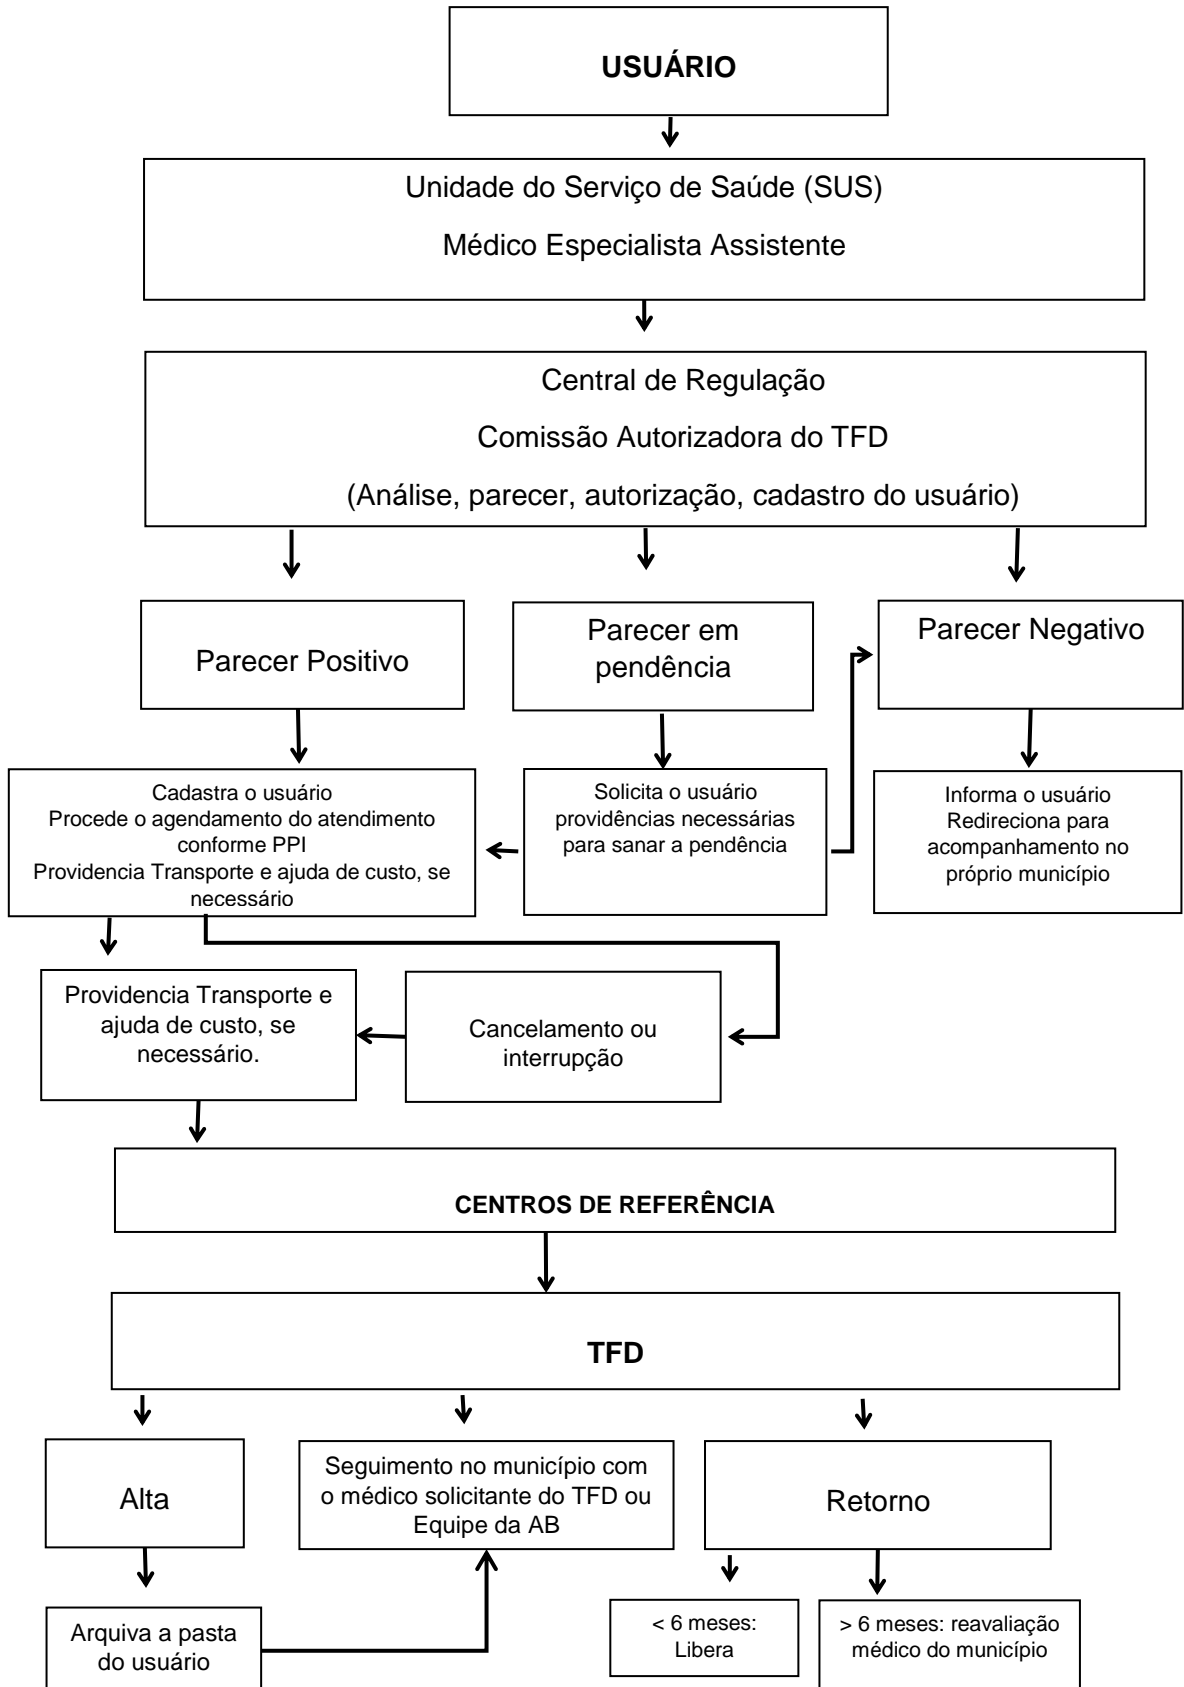 USUÁRIO
Unidade do Serviço de Saúde (SUS)
Médico Especialista Assistente
Central de Regulação
Comissão Autorizadora do TFD
(Análise, parecer, autorização, cadastro do usuário)
Parecer Positivo
Parecer em
pendência
Parecer Negativo
Cadastra o usuário
Procede o agendamento do atendimento
conforme PPI
Providencia Transporte e ajuda de custo, se
necessário
Solicita o usuário
providências necessárias
para sanar a pendência
Informa o usuário
Redireciona para
acompanhamento no
próprio município
Providencia Transporte e
ajuda de custo, se
necessário.
Cancelamento ou
interrupção
CENTROS DE REFERÊNCIA
TFD
Alta
Seguimento no município com
o médico solicitante do TFD ou
Equipe da AB
Retorno
Arquiva a pasta
do usuário
< 6 meses:
Libera
> 6 meses: reavaliação
médico do município